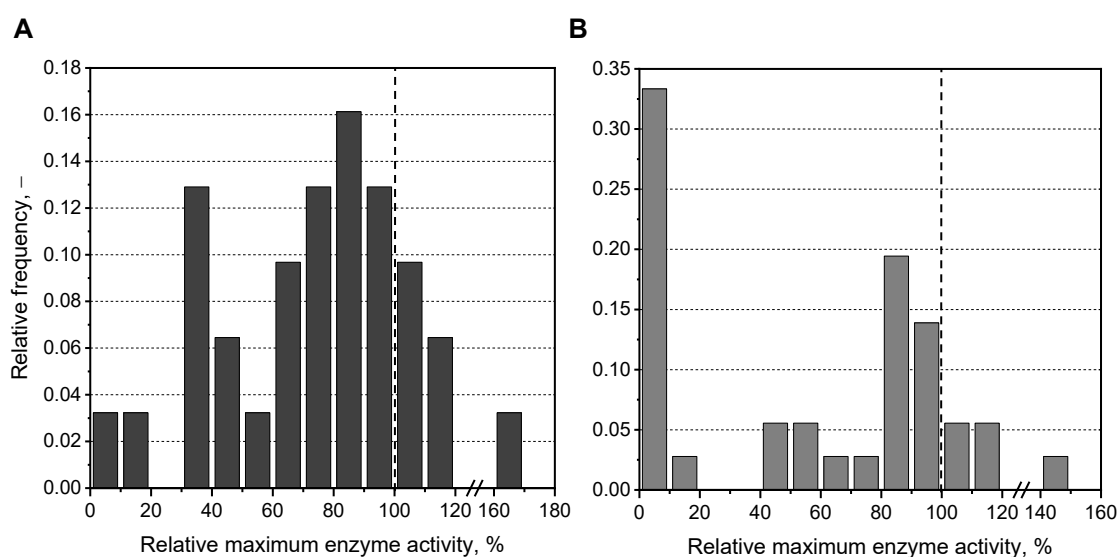 A
B
0.18
0.16
0.14
0.12
0.10
0.08
0.06
0.04
0.02
0.00
Relative frequency, –
0 20 40 60 80 100 120 160 180
Relative maximum enzyme activity, %
0.35
0.30
0.25
0.20
0.15
0.10
0.05
0.00
0 20 40 60 80 100 120 140 160
Relative maximum enzyme activity, %